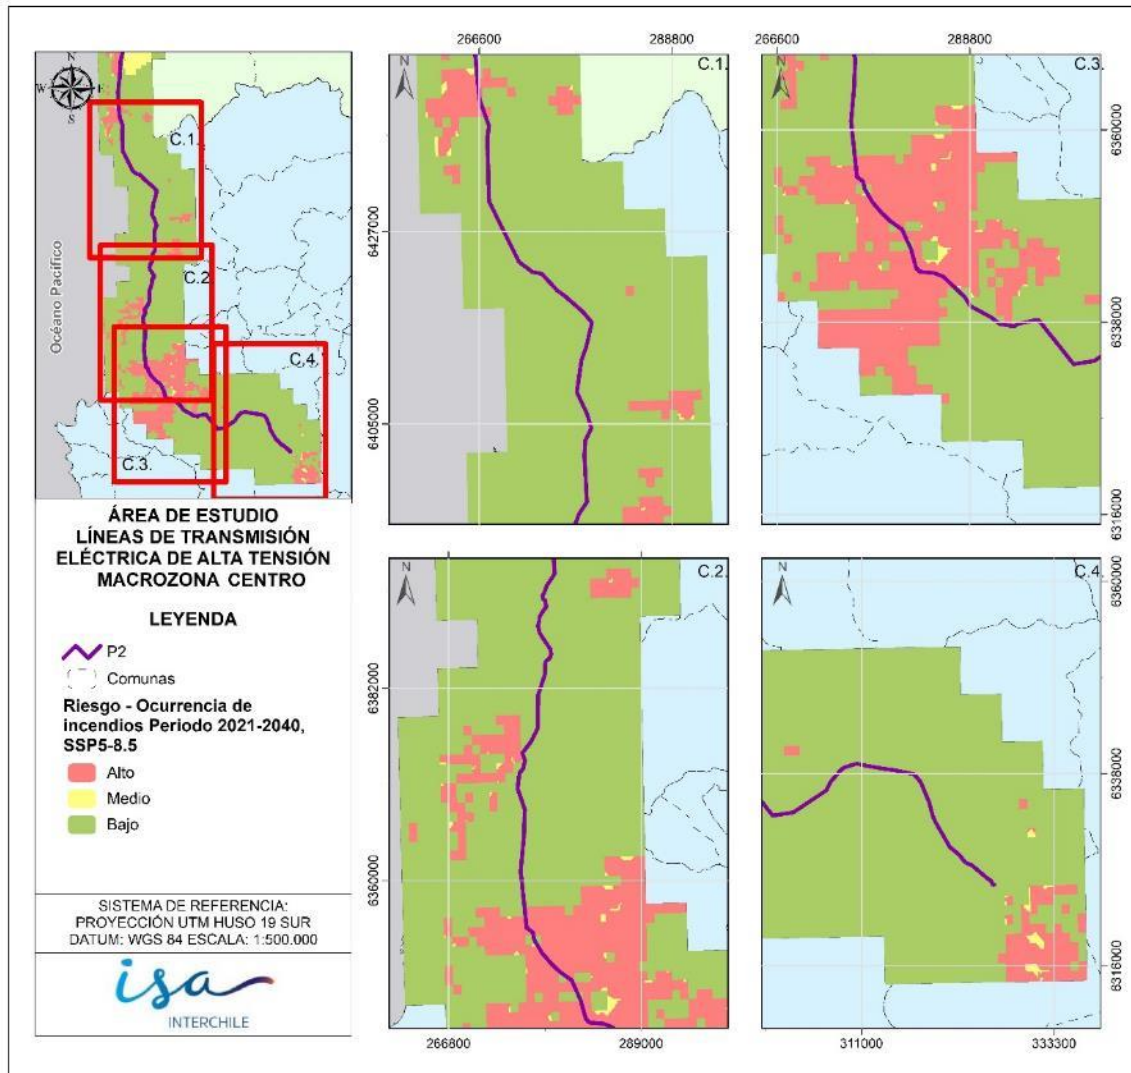 N
W E
S
Océano Pacífico
C.1.
C.2.
C.3.
C.4.
ÁREA DE ESTUDIO
LÍNEAS DE TRANSMISIÓN
ELÉCTRICA DE ALTA TENSIÓN
MACROZONA CENTRO
LEYENDA
P2
Comunas
Riesgo - Ocurrencia de
incendios Periodo 2021-2040,
SSP5-8.5
Alto
Medio
Bajo
SISTEMA DE REFERENCIA:
PROYECCIÓN UTM HUSO 19 SUR
DATUM: WGS 84 ESCALA: 1:500.000
isa
INTERCHILE
266600 288800
N
C.1.
6427000
6405000
266600 288800
N
C.3.
6360000
6338000
6316000
N
C.2.
6382000
6360000
266800 289000
N
C.4.
6360000
6338000
6316000
311000 333300